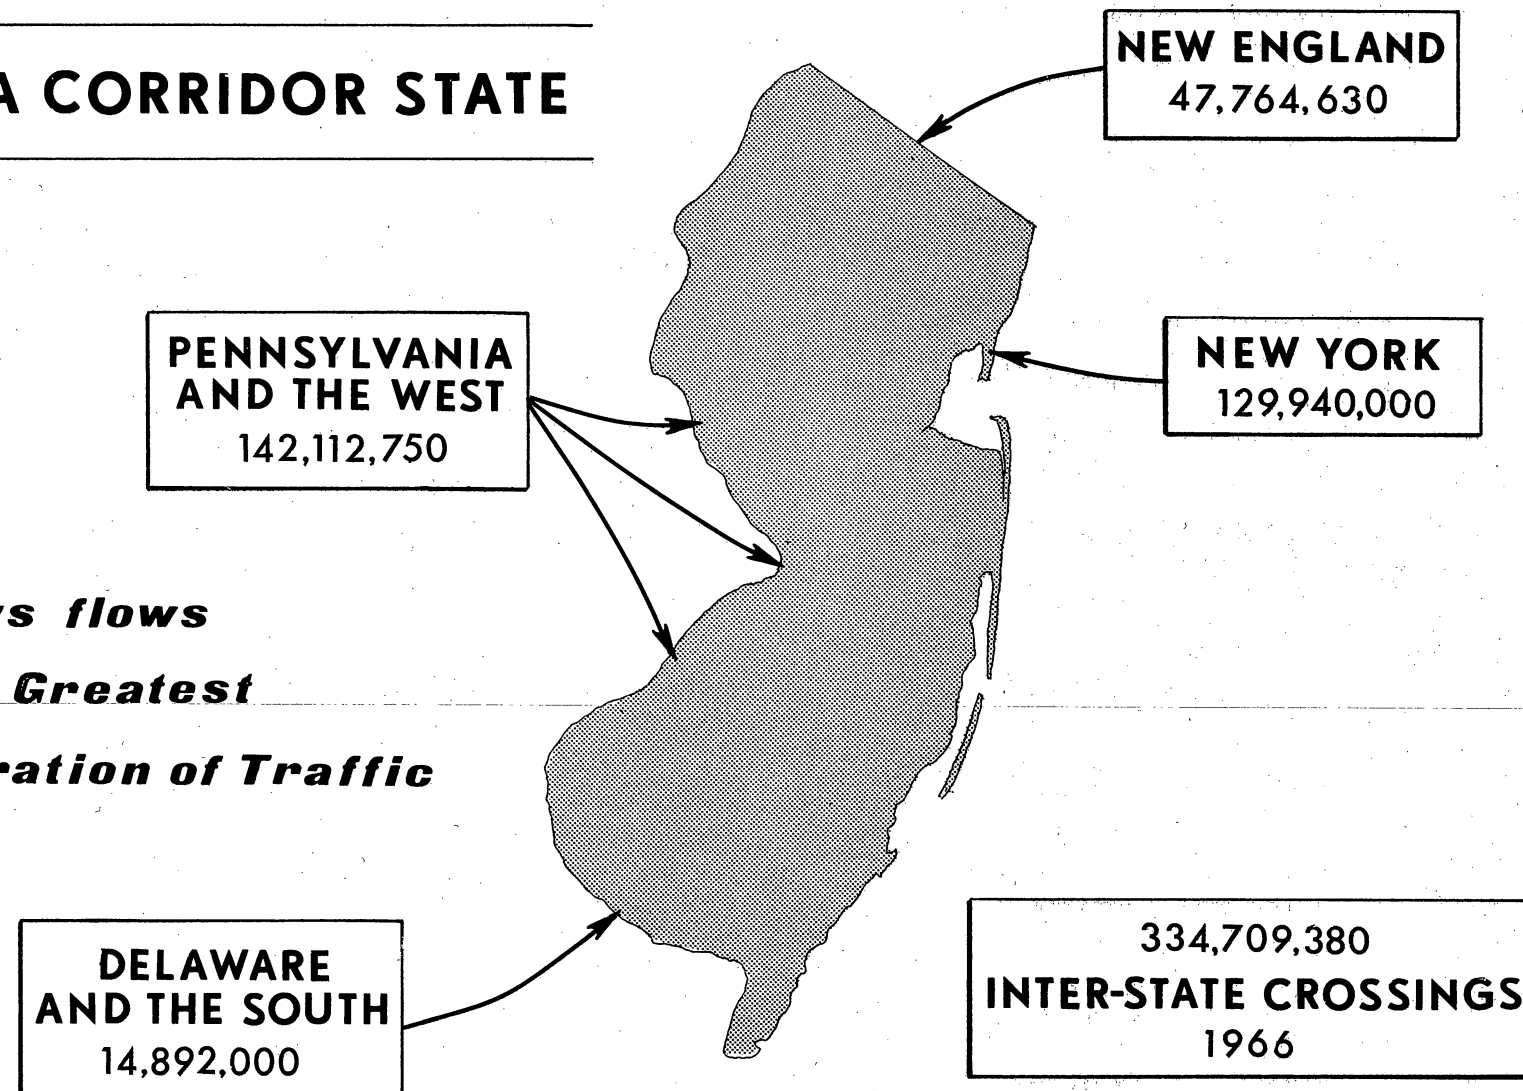 A CORRIDOR STATE
NEW ENGLAND
47,764,630
PENNSYLVANIA
AND THE WEST
142,112,750
NEW YORK
129,940,000
flows
Greatest
of Traffic
DELAWARE
AND THE SOUTH
14,892,000
334,709,380
INTER-STATE CROSSINGS
1966